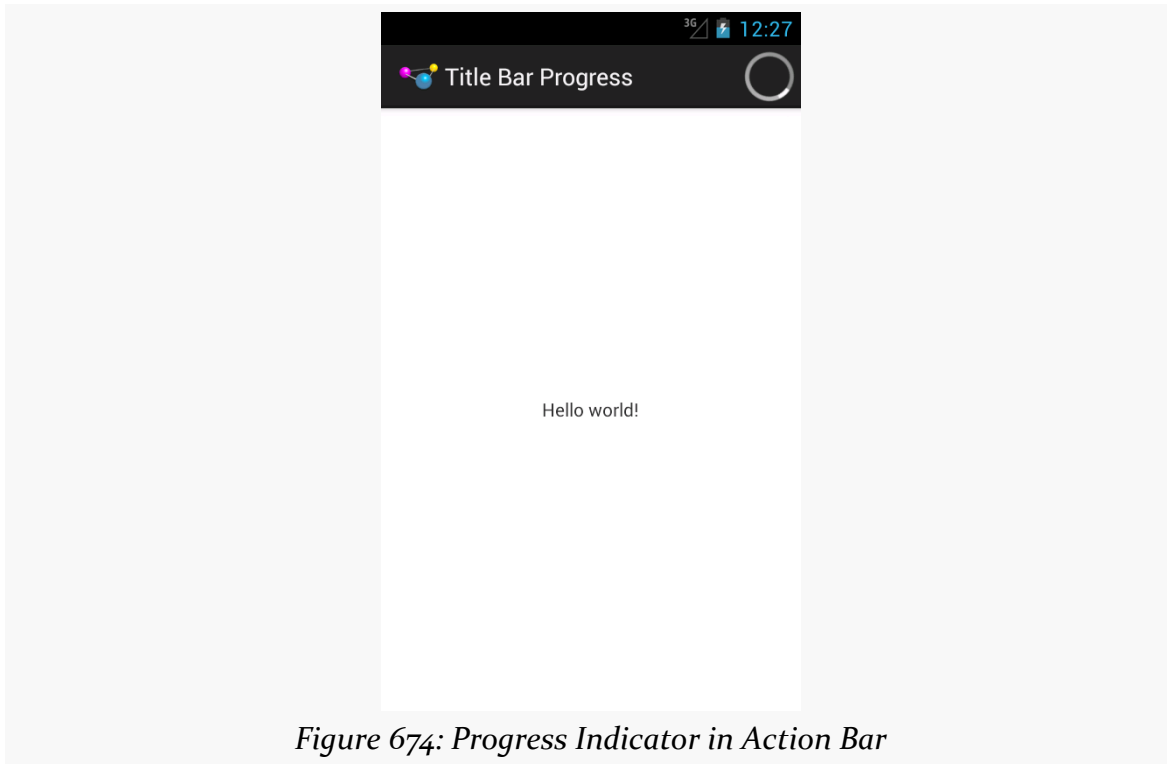 3G 12:27
Title Bar Progress
Hello world!
Figure 674: Progress Indicator in Action Bar